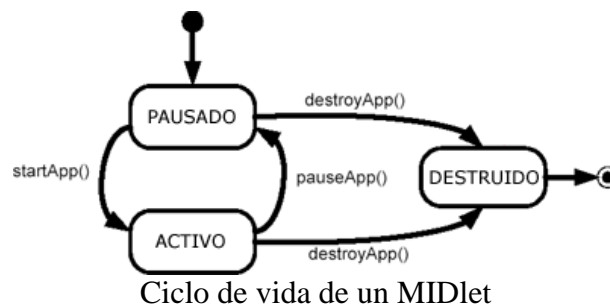 destroyApp()
PAUSADO
startApp()
pauseApp()
DESTRUIDO
ACTIVO
destroyApp()
Ciclo de vida de un MIDlet